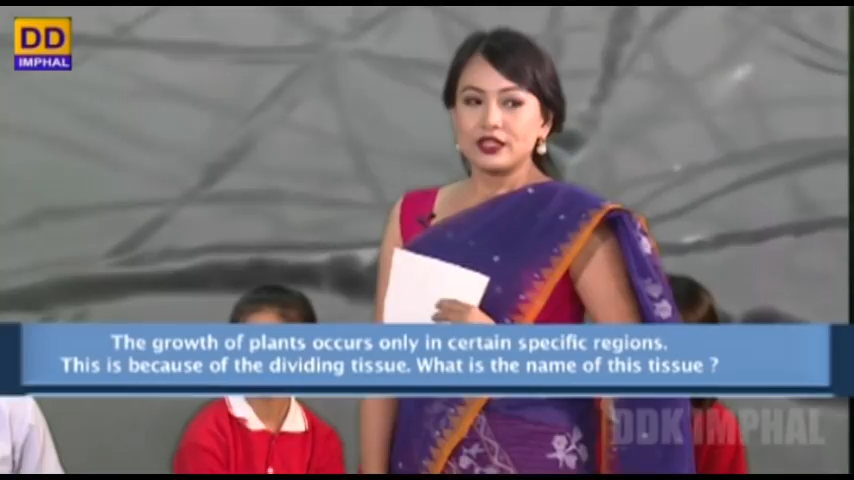 DD
IMPHAL
The growth of plants occurs only in certain specific regions.
This is because of the dividing tissue. What is the name of this tissue ?
DDK IMPHAL